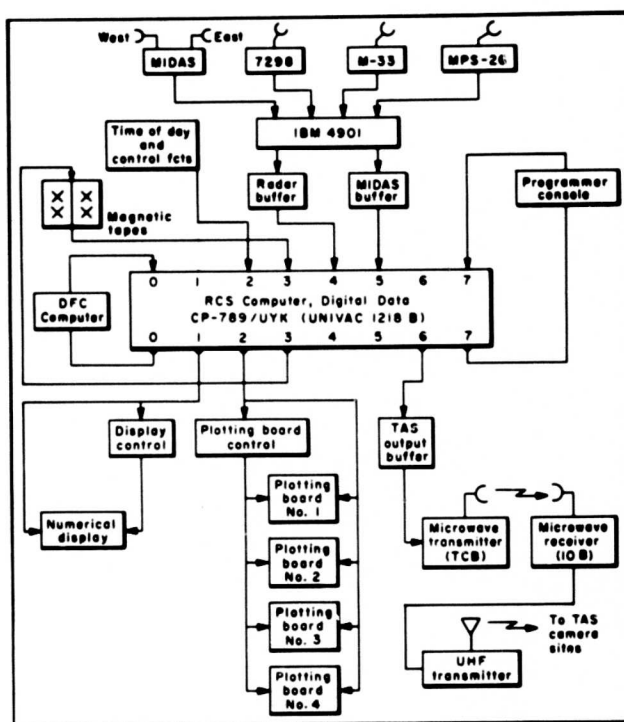 West East
MIDAS
7298
M-33
MPS-26
IBM 4901
Time of day
and
control fcts
Radar
buffer
MIDAS
buffer
Programmer
console
Magnetic
tapes
0 1 2 3 4 5 6 7
RCS Computer, Digital Data
CP-789/UYK (UNIVAC 1218 B)
0 1 2 3 4 5 6 7
DFC
Computer
Display
control
Plotting board
control
TAS
output
buffer
Numerical
display
Plotting
board
No. 1
Plotting
board
No. 2
Plotting
board
No. 3
Plotting
board
No. 4
Microwave
transmitter
(TCB)
Microwave
receiver
(IOB)
To TAS
camera
sites
UHF
transmitter